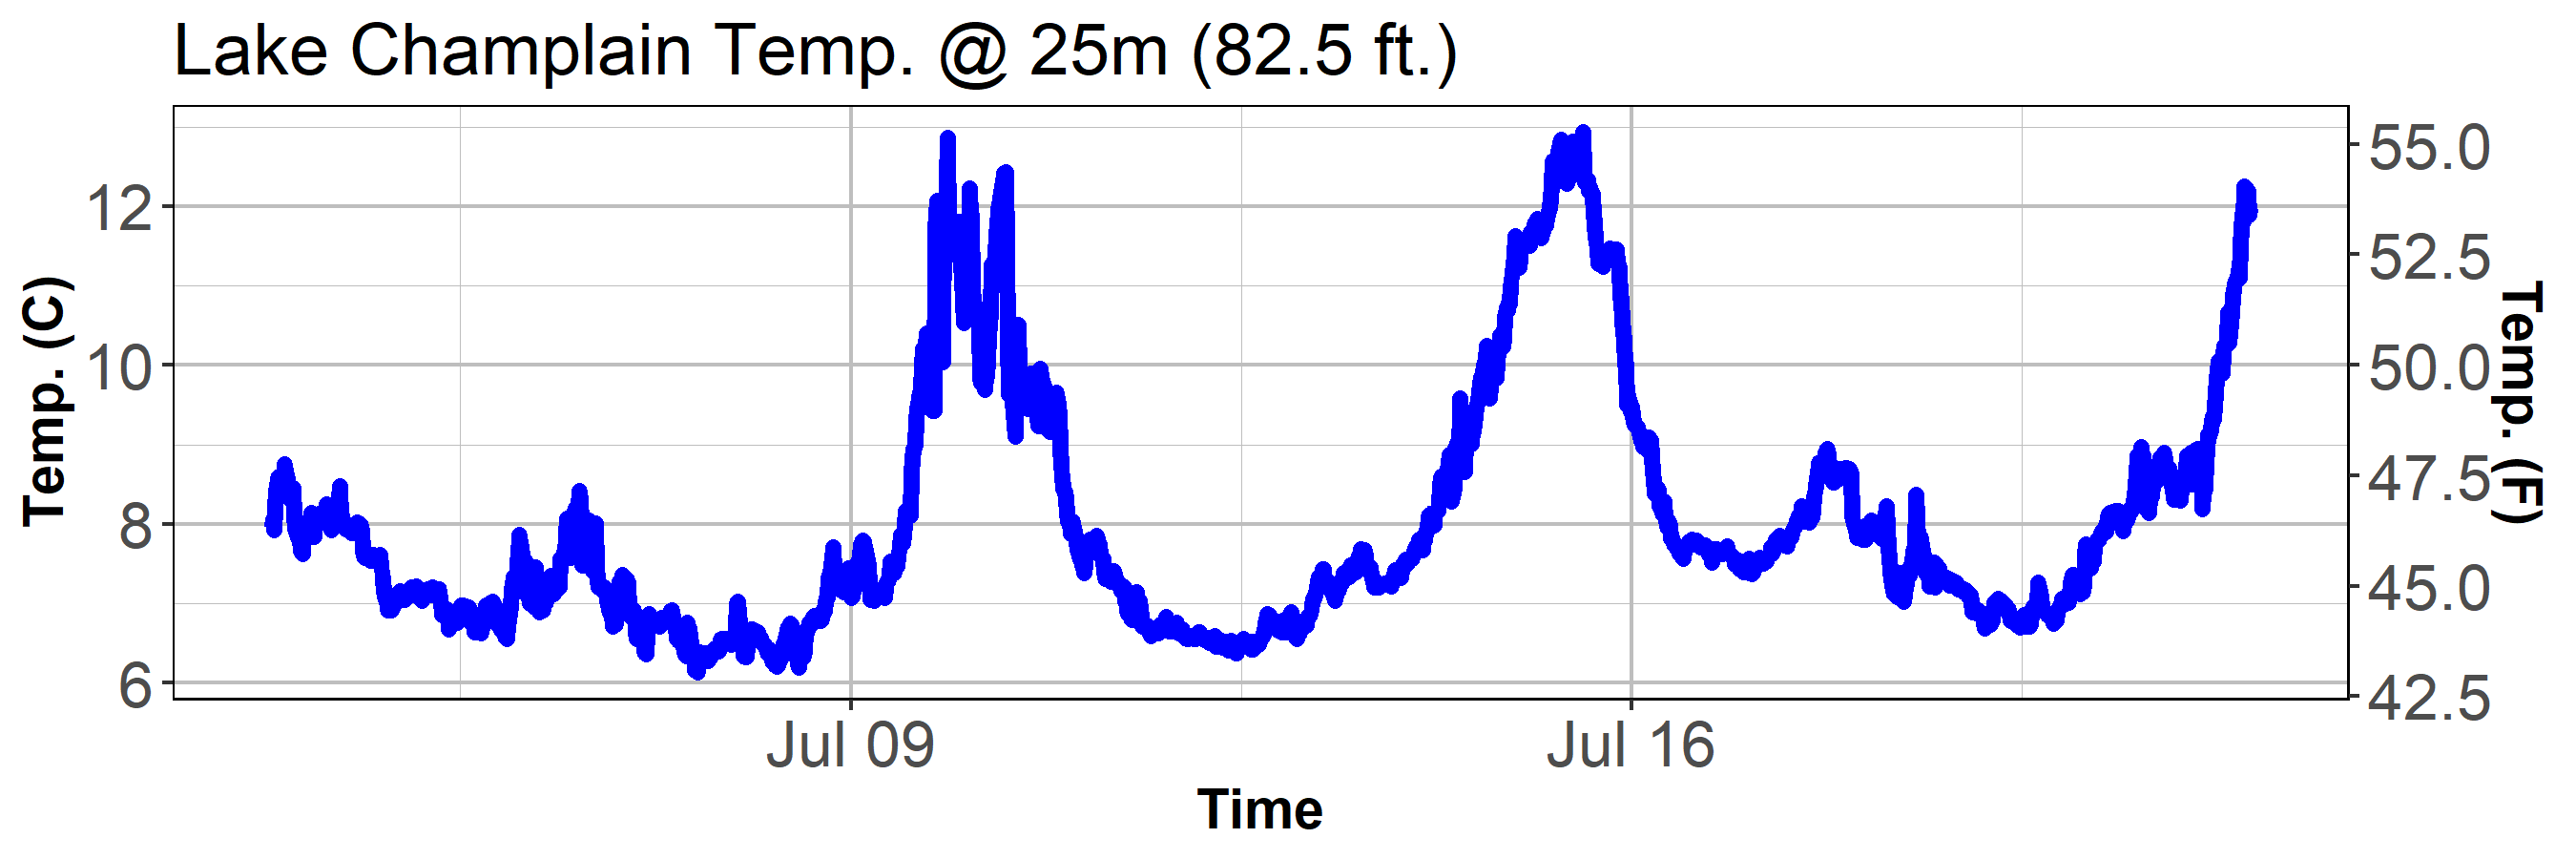 Lake Champlain Temp. @ 25m (82.5 ft.)
Temp. (C)
12
10
8
6
55.0
52.5
50.0
47.5
45.0
42.5
Temp. (F)
Jul 09
Jul 16
Time